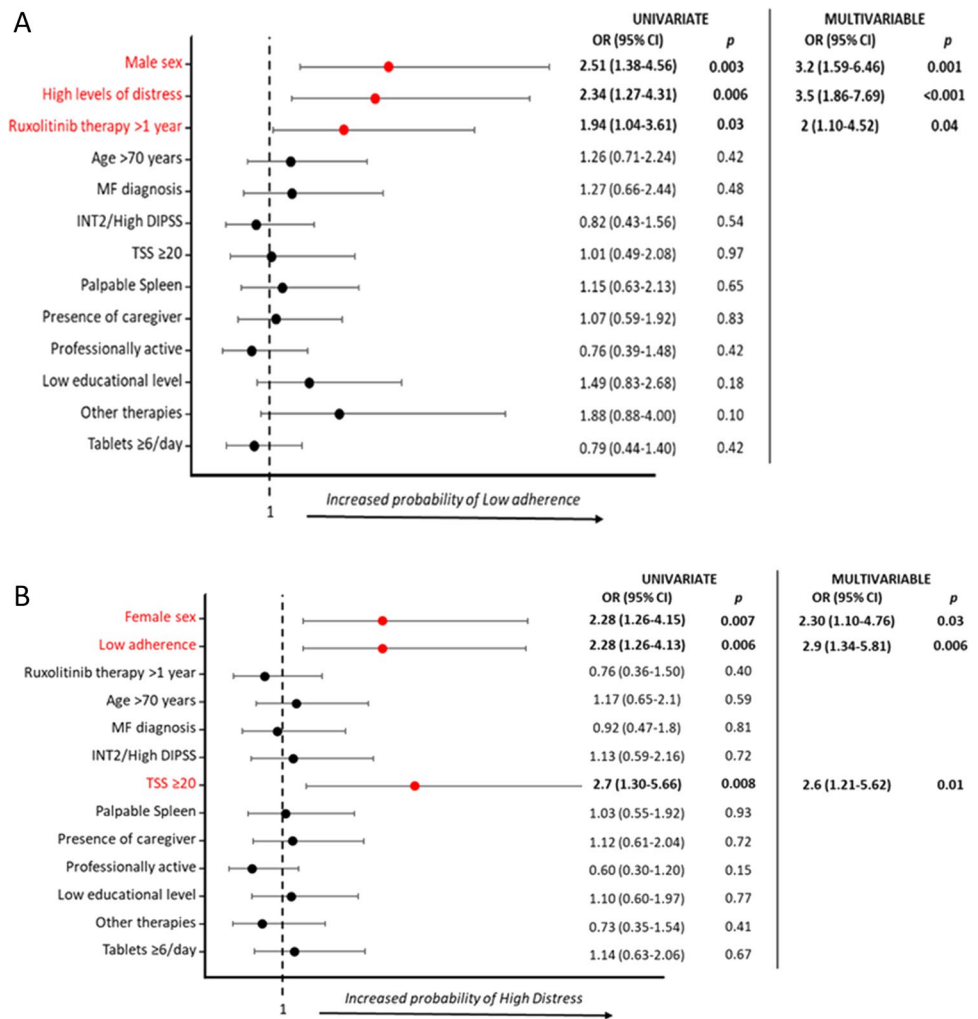 A
UNIVARIATE MULTIVARIABLE
OR (95% CI) p OR (95% CI) p
Male sex 2.51 (1.38-4.56) 0.003 3.2 (1.59-6.46) 0.001
High levels of distress 2.34 (1.27-4.31) 0.006 3.5 (1.86-7.69) <0.001
Ruxolitinib therapy >1 year 1.94 (1.04-3.61) 0.03 2 (1.10-4.52) 0.04
Age >70 years 1.26 (0.71-2.24) 0.42
MF diagnosis 1.27 (0.66-2.44) 0.48
INT2/High DIPSS 0.82 (0.43-1.56) 0.54
TSS ≥20 1.01 (0.49-2.08) 0.97
Palpable Spleen 1.15 (0.63-2.13) 0.65
Presence of caregiver 1.07 (0.59-1.92) 0.83
Professionally active 0.76 (0.39-1.48) 0.42
Low educational level 1.49 (0.83-2.68) 0.18
Other therapies 1.88 (0.88-4.00) 0.10
Tablets ≥6/day 0.79 (0.44-1.40) 0.42
Increased probability of Low adherence
1
B
UNIVARIATE MULTIVARIABLE
OR (95% CI) p OR (95% CI) p
Female sex 2.28 (1.26-4.15) 0.007 2.30 (1.10-4.76) 0.03
Low adherence 2.28 (1.26-4.13) 0.006 2.9 (1.34-5.81) 0.006
Ruxolitinib therapy >1 year 0.76 (0.36-1.50) 0.40
Age >70 years 1.17 (0.65-2.1) 0.59
MF diagnosis 0.92 (0.47-1.8) 0.81
INT2/High DIPSS 1.13 (0.59-2.16) 0.72
TSS ≥20 2.7 (1.30-5.66) 0.008 2.6 (1.21-5.62) 0.01
Palpable Spleen 1.03 (0.55-1.92) 0.93
Presence of caregiver 1.12 (0.61-2.04) 0.72
Professionally active 0.60 (0.30-1.20) 0.15
Low educational level 1.10 (0.60-1.97) 0.77
Other therapies 0.73 (0.35-1.54) 0.41
Tablets ≥6/day 1.14 (0.63-2.06) 0.67
Increased probability of High Distress
1